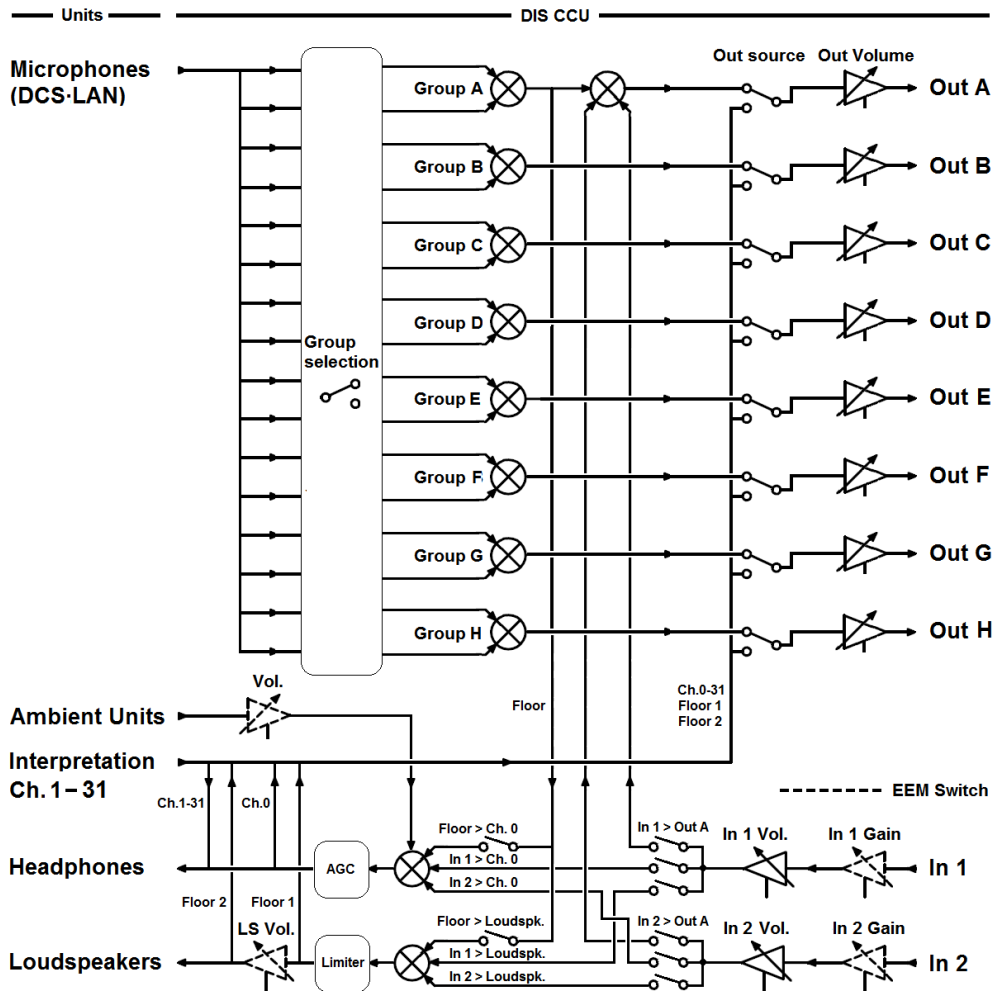 Units
DIS CCU
Microphones
(DCS·LAN)
Out source
Out Volume
Group A
Out A
Group B
Out B
Group C
Out C
Group D
Out D
Group
selection
Group E
Out E
Group F
Out F
Group G
Out G
Group H
Out H
Vol.
Floor
Ch.0-31
Floor 1
Floor 2
Ambient Units
Interpretation
Ch. 1– 31
Ch.1-31
Ch.0
EEM Switch
Floor > Ch. 0
In 1 > Out A
In 1 Vol.
In 1 Gain
In 1 > Ch. 0
Headphones
AGC
In 1
In 2 > Ch. 0
Floor 2
Floor 1
Floor > Loudspk.
In 2 > Out A
LS Vol.
In 2 Vol.
In 2 Gain
In 1 > Loudspk.
Loudspeakers
Limiter
In 2
In 2 > Loudspk.